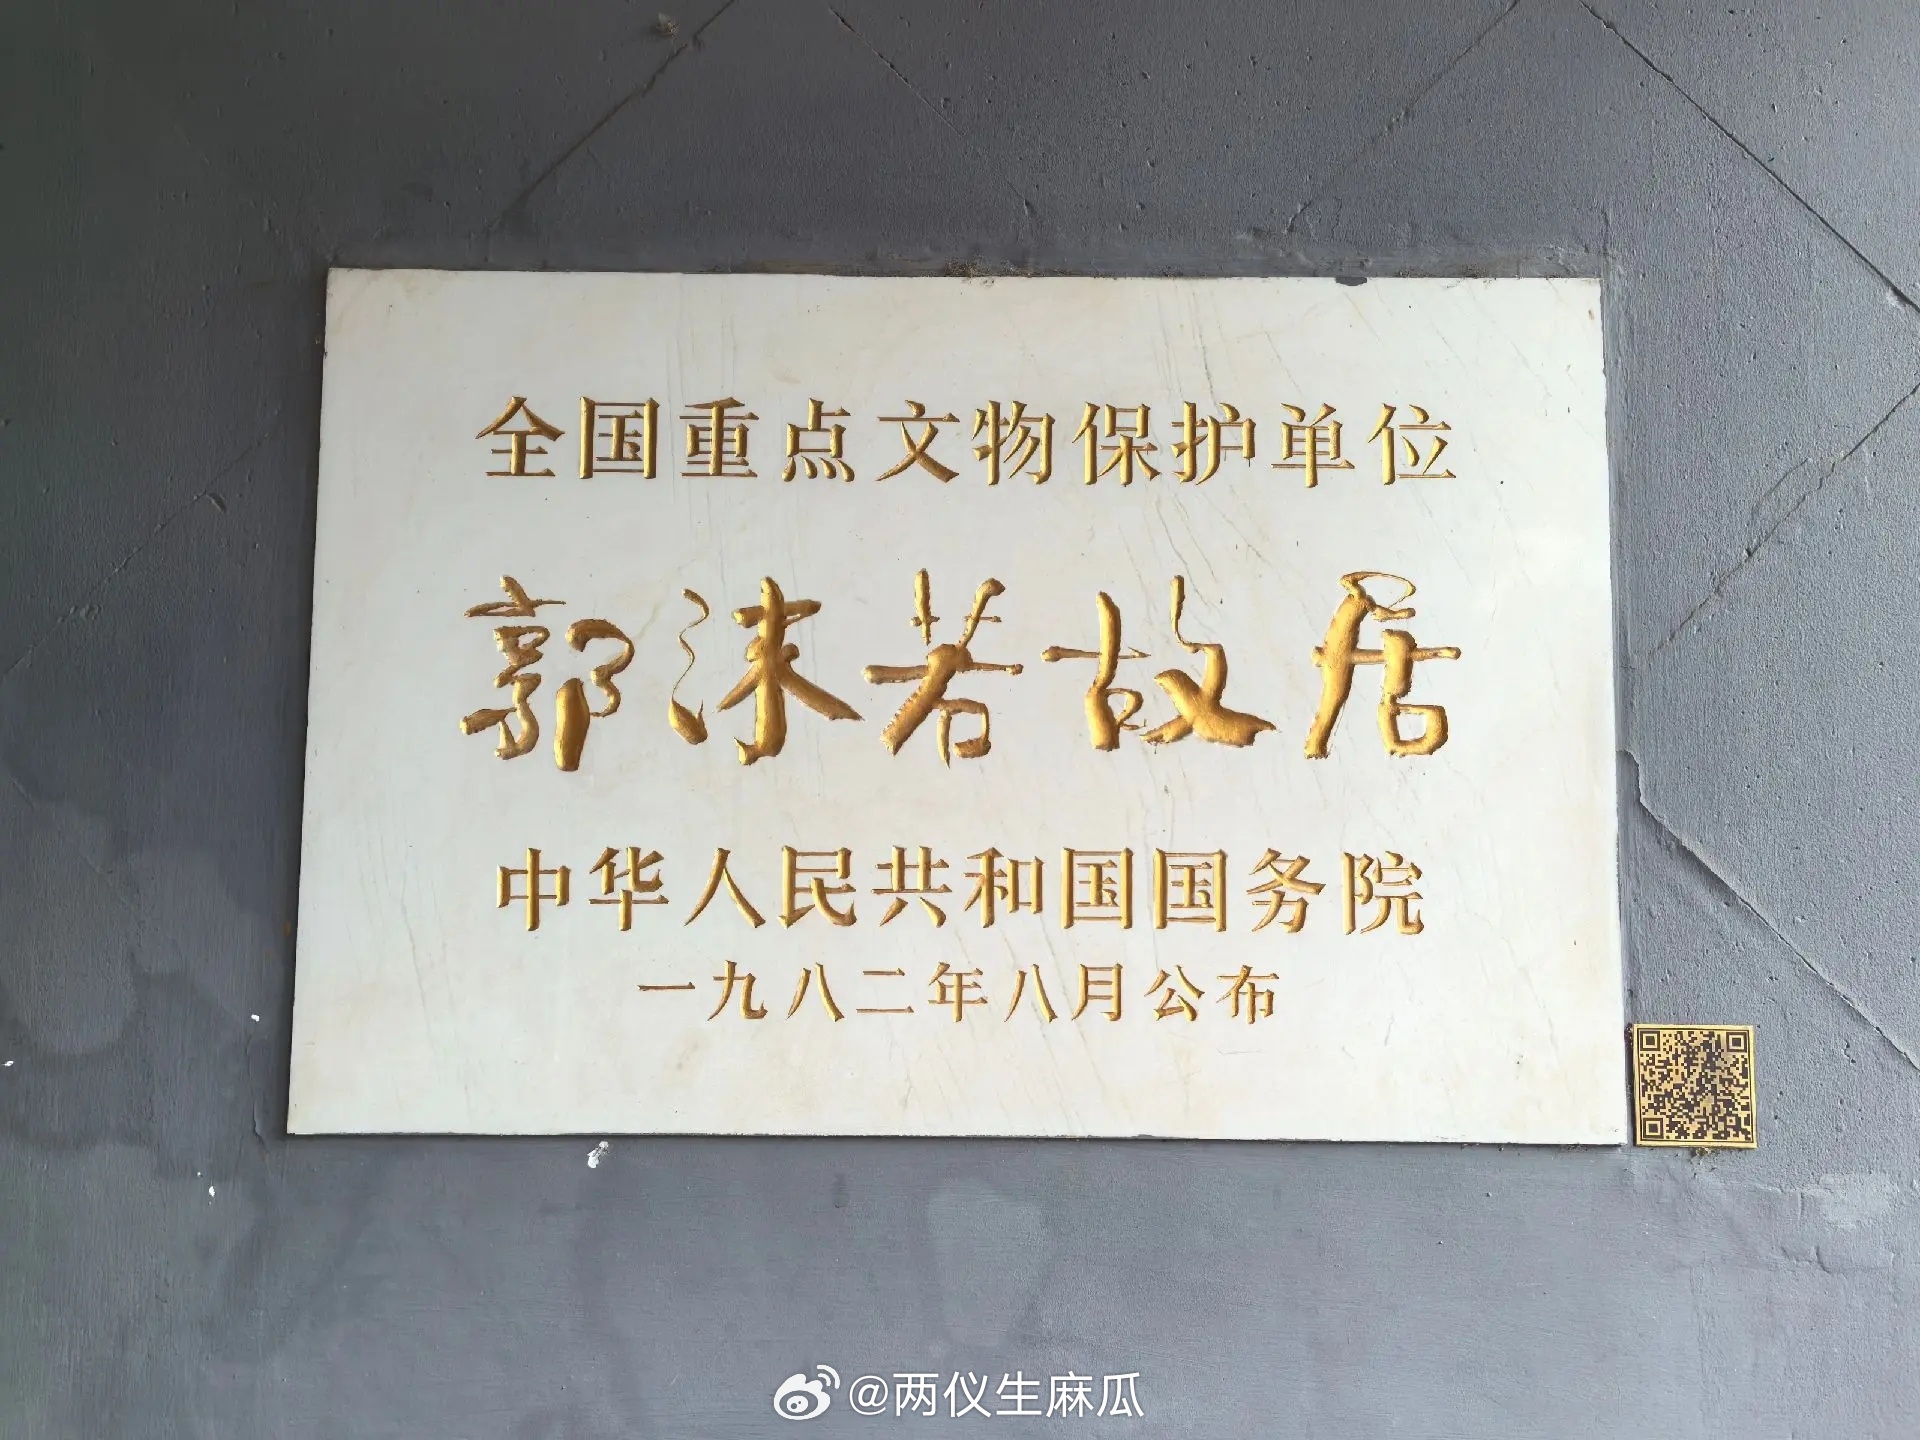 全国重点文物保护单位
郭沫若故居
中华人民共和国国务院
一九八二年八月公布
@两仪生麻瓜